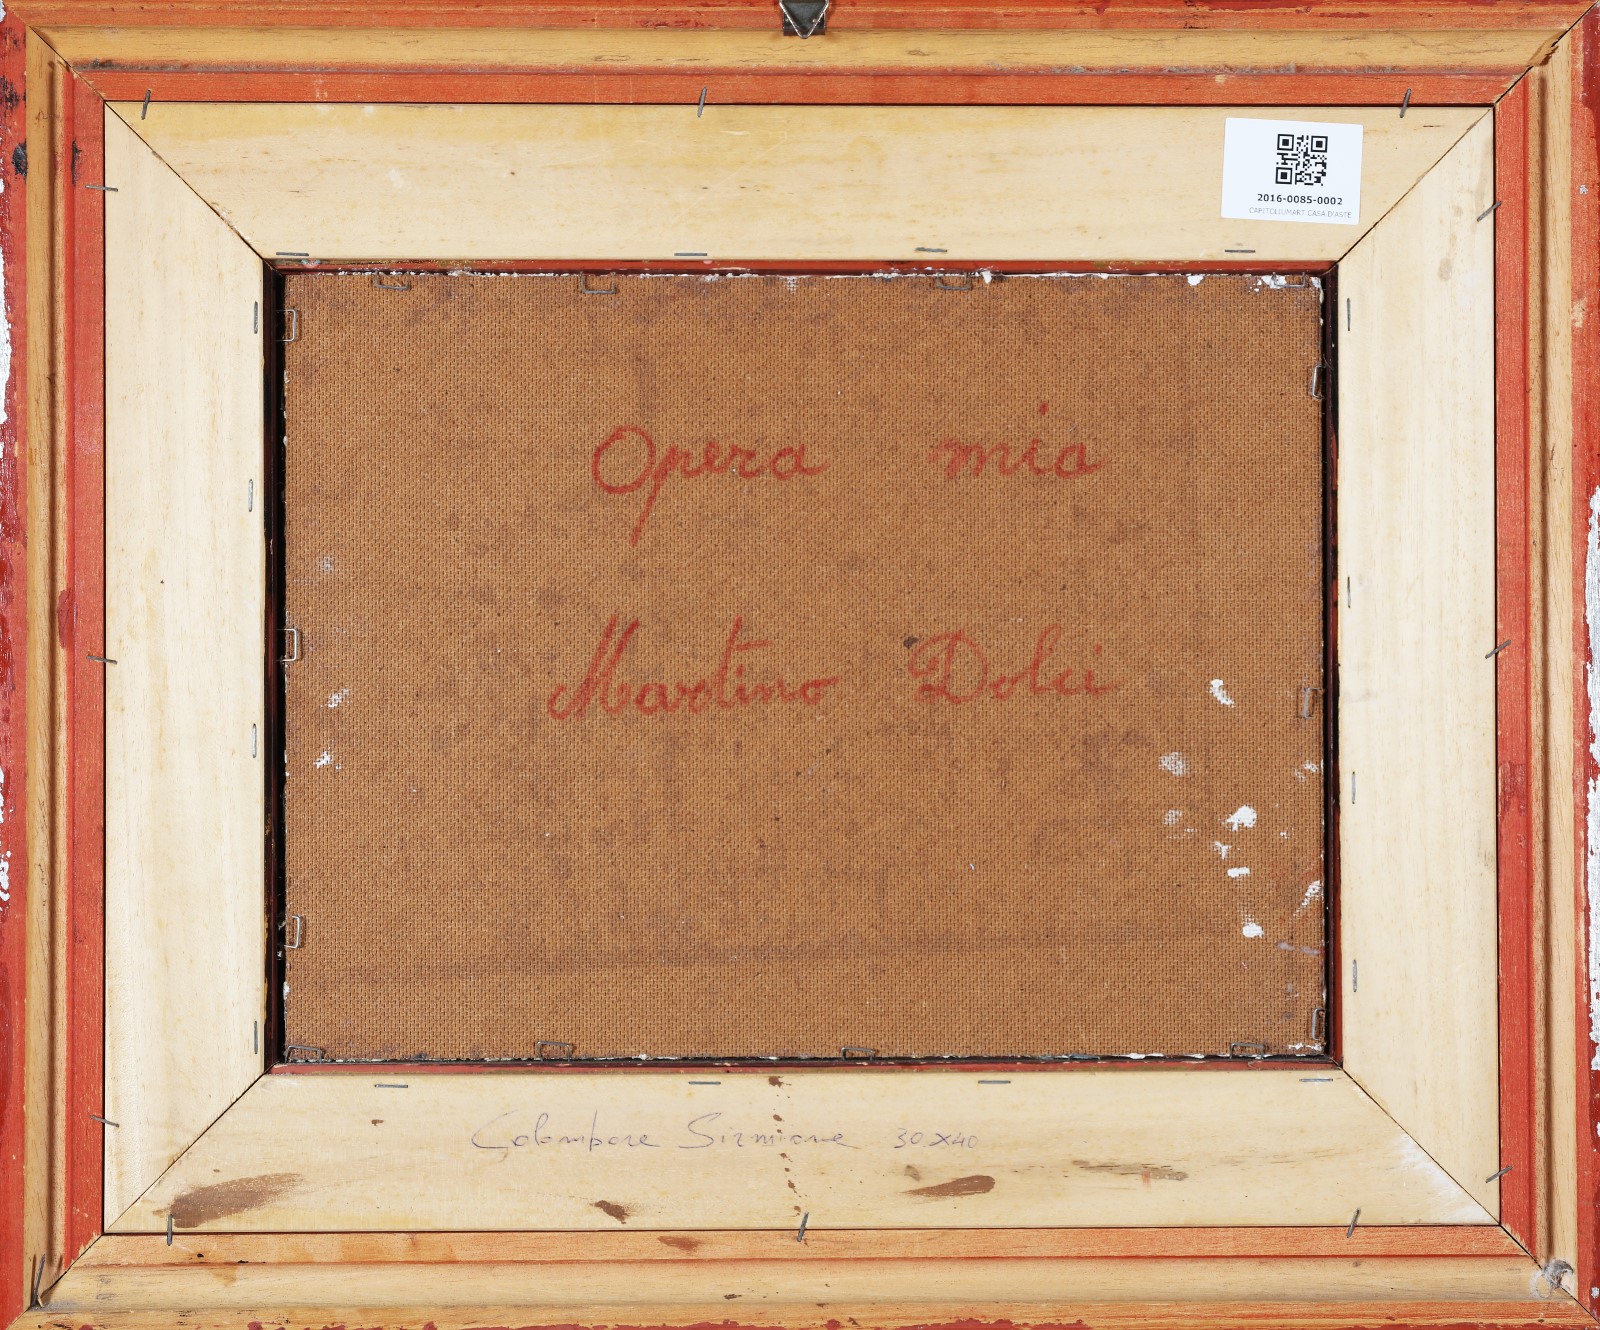 2016-0085-0002
CAPITOLIUMART CASA D'ASTE
Opera mia
Martino Dolci
Colombare Sirmione 30x40